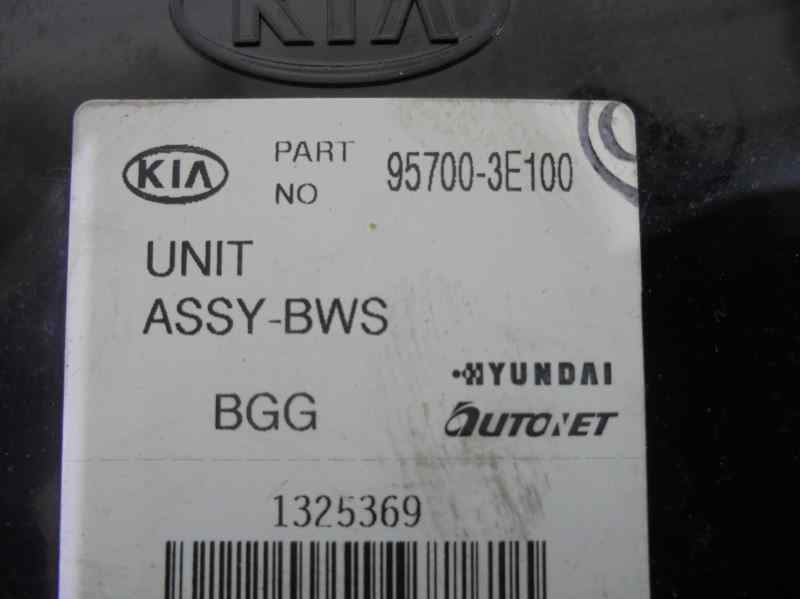 KIA
KIA PART NO 95700-3E100
UNIT
ASSY-BWS
HYUNDAI
BGG AUTONET
1325369